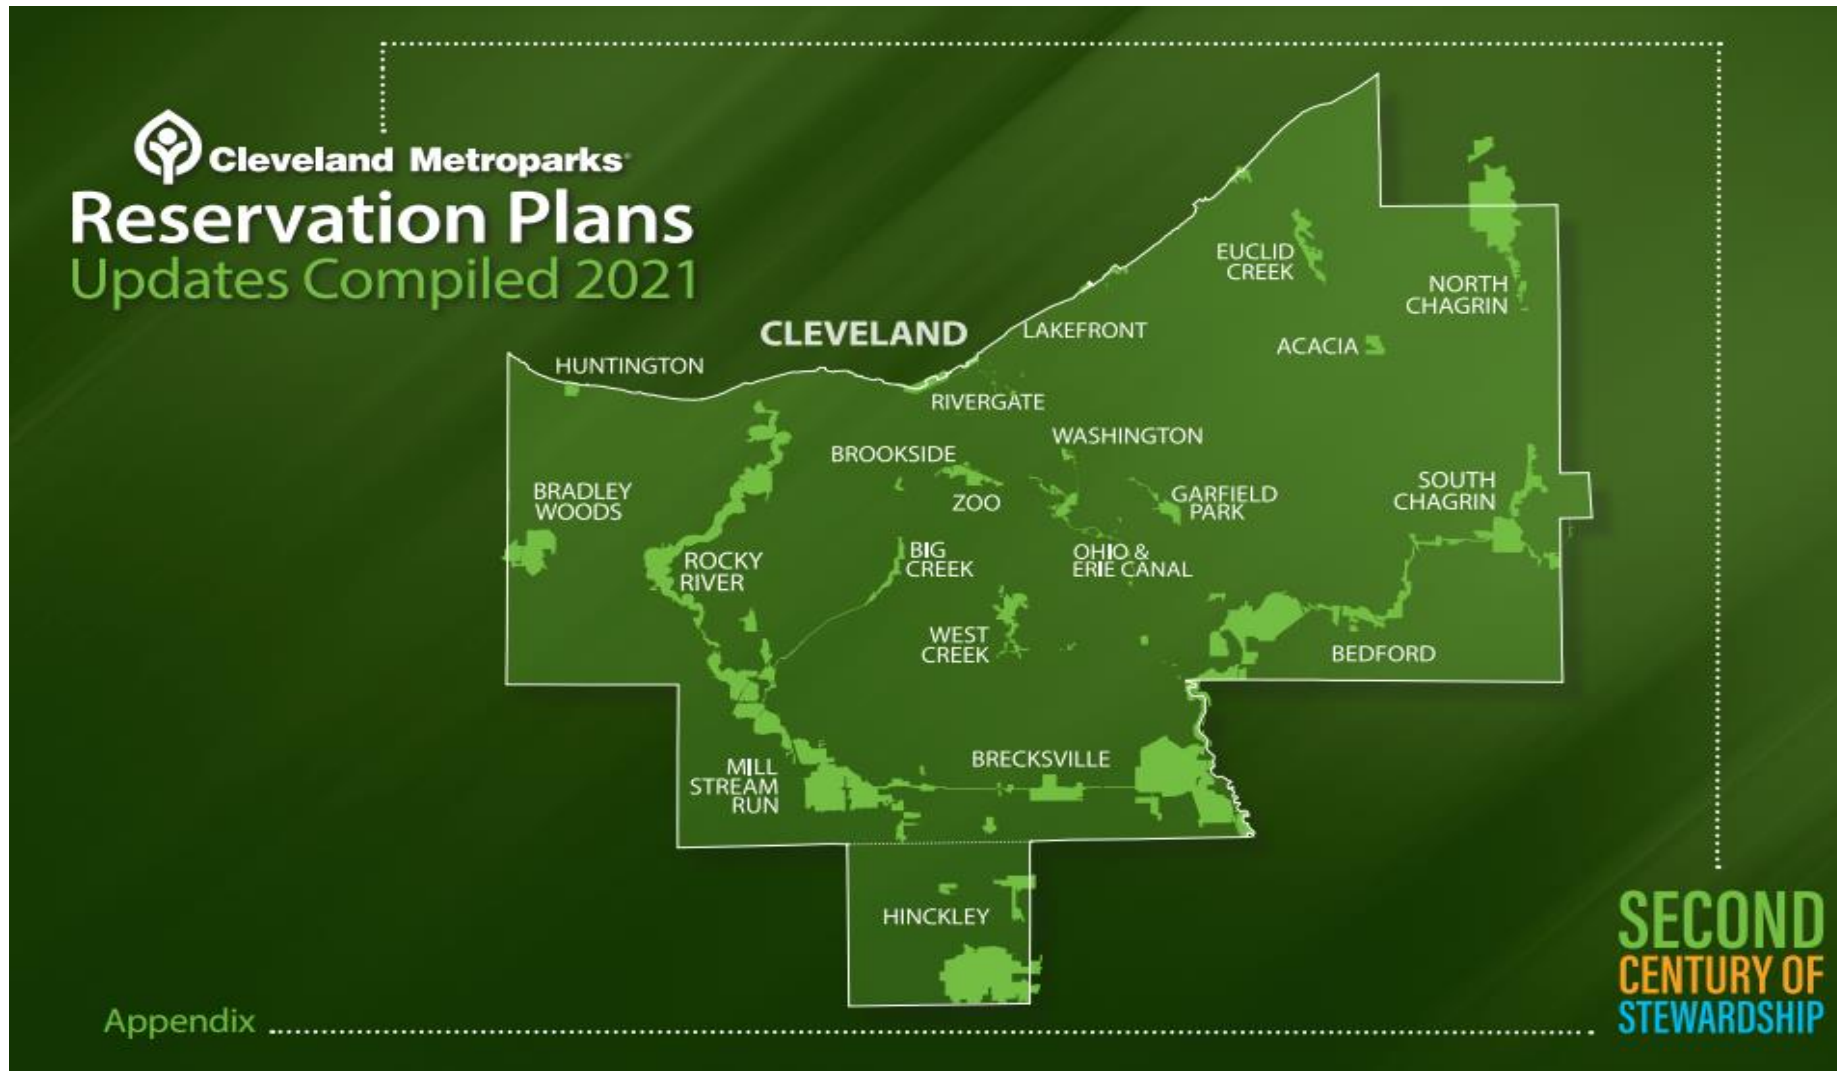 Cleveland Metroparks®
Reservation Plans
Updates Compiled 2021
EUCLID
CREEK
NORTH
CHAGRIN
CLEVELAND
LAKEFRONT
ACACIA
HUNTINGTON
RIVERGATE
WASHINGTON
BROOKSIDE
ZOO
BRADLEY
WOODS
GARFIELD
PARK
SOUTH
CHAGRIN
ROCKY
RIVER
BIG
CREEK
OHIO &
ERIE CANAL
WEST
CREEK
BEDFORD
MILL
STREAM
RUN
BRECKSVILLE
HINCKLEY
SECOND
CENTURY OF
STEWARDSHIP
Appendix